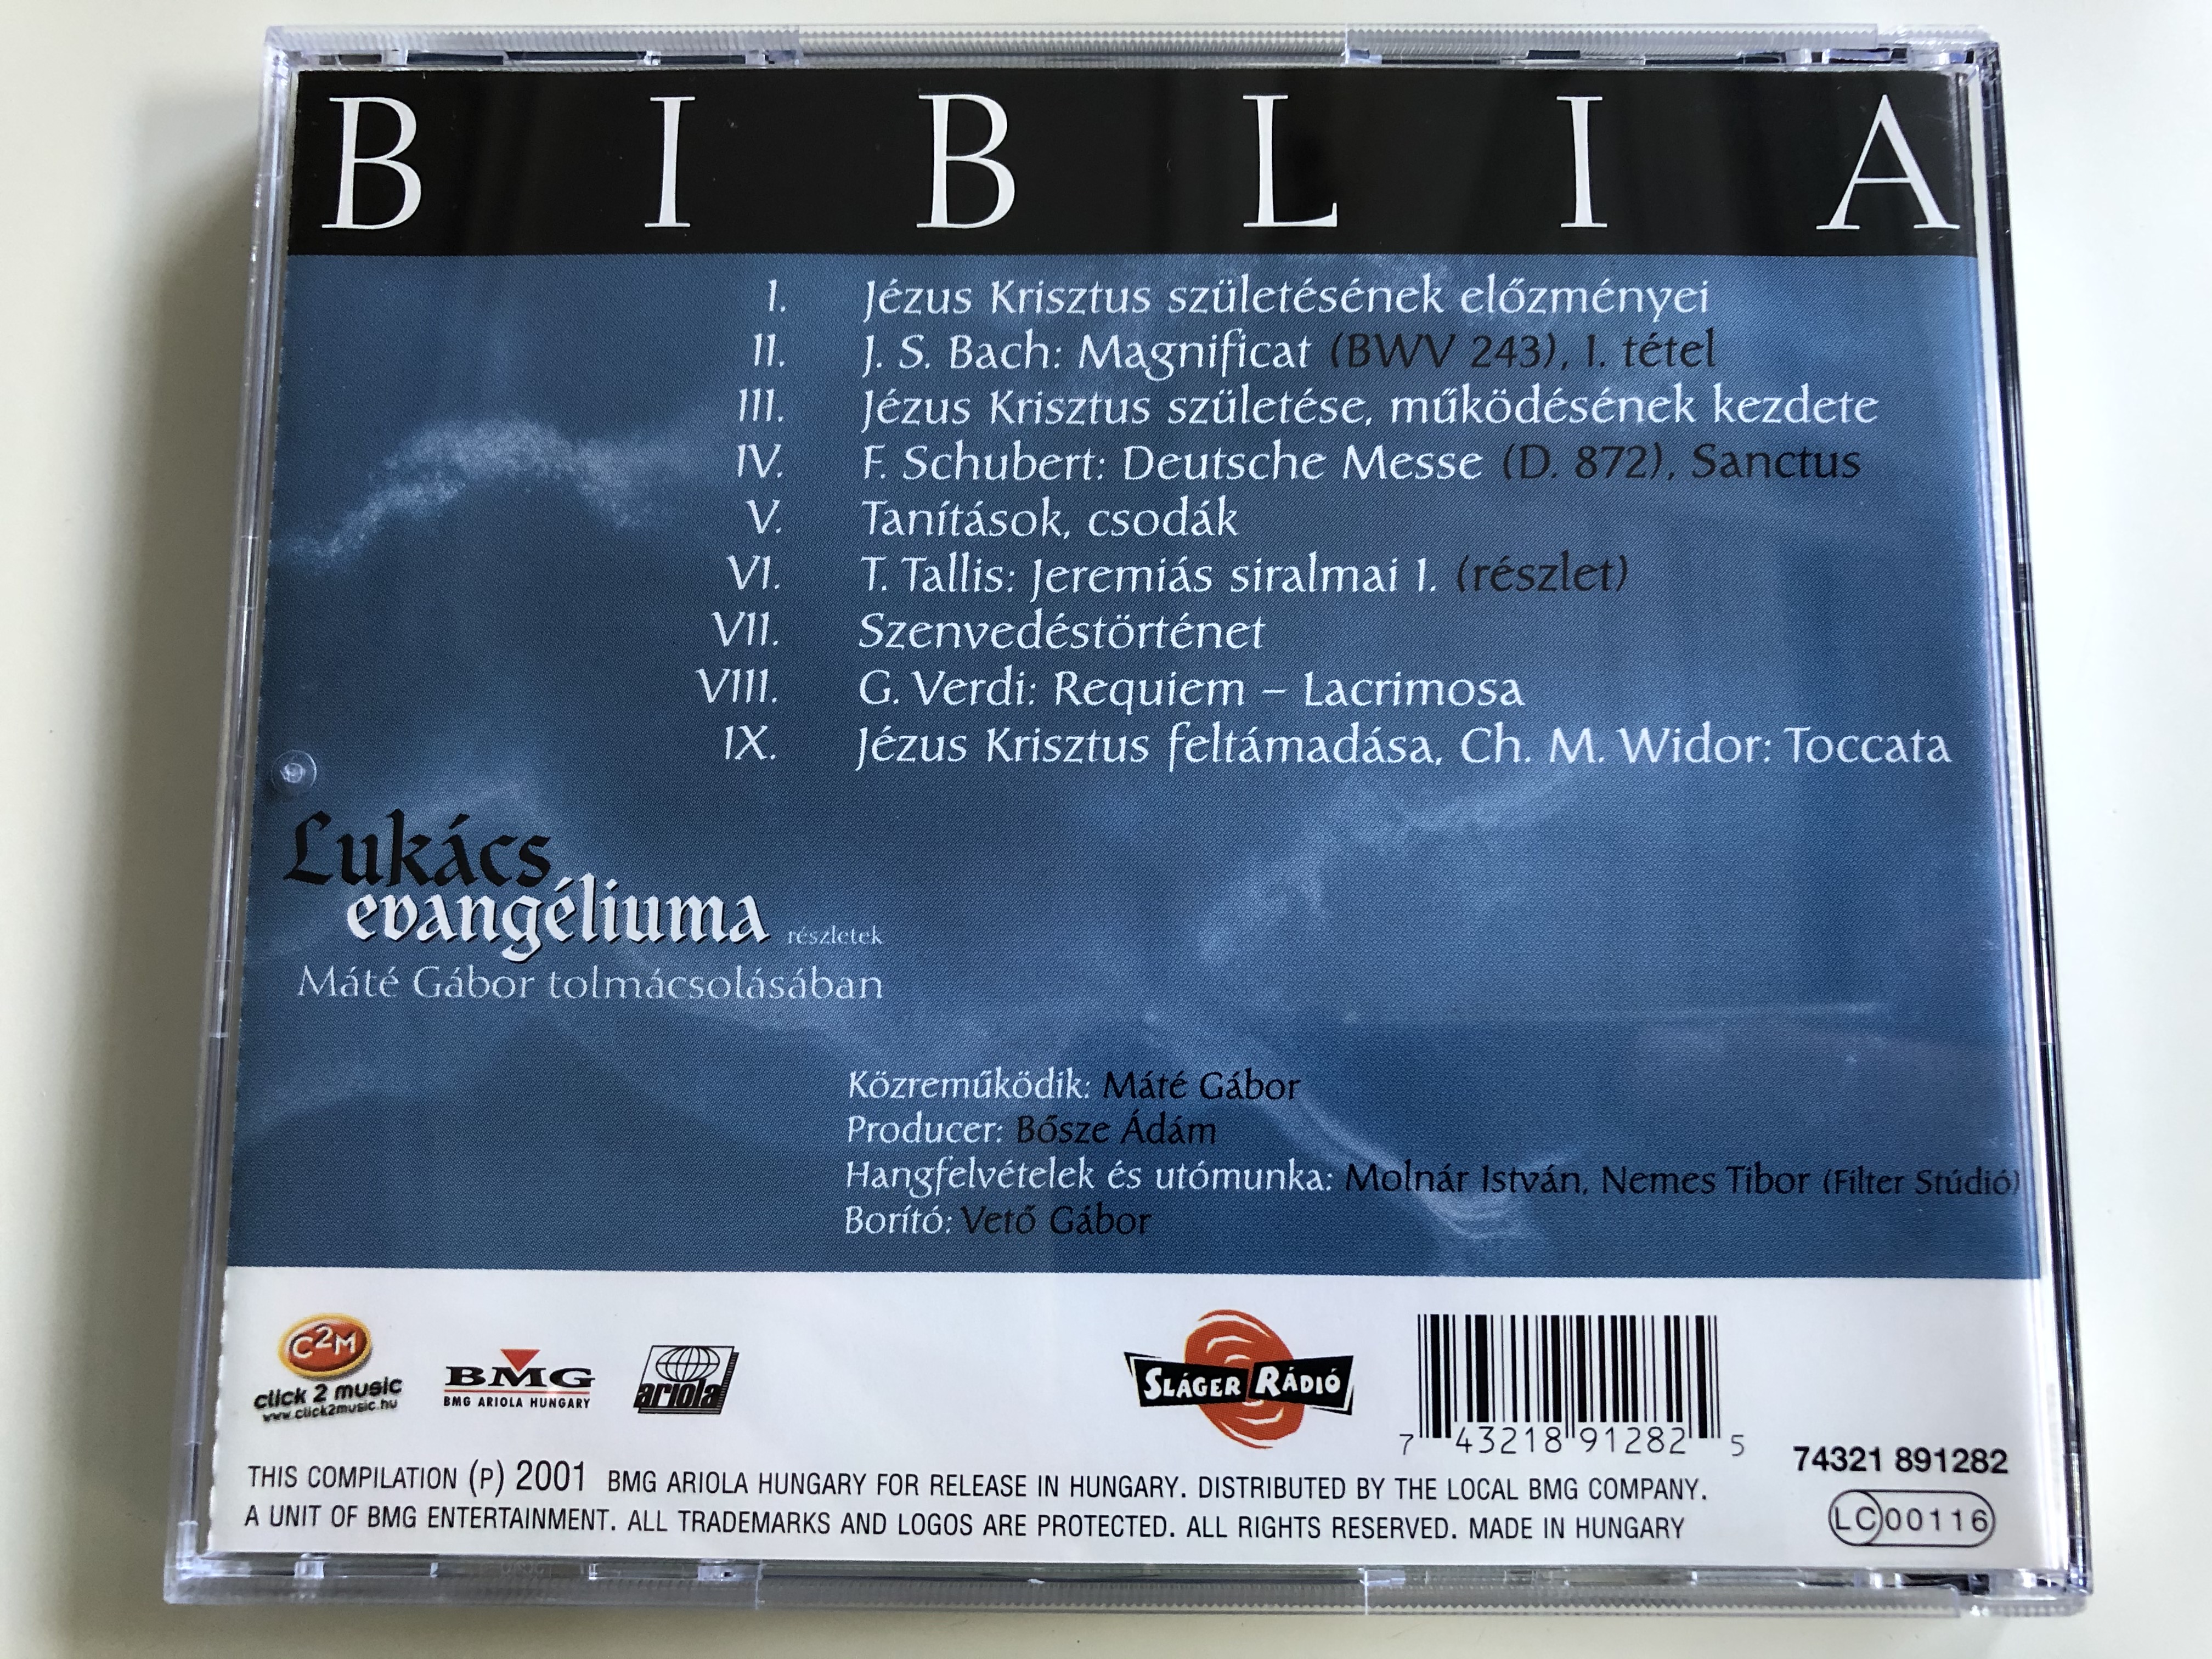 BIBLIA
I. Jézus Krisztus születésének előzményei
II. J. S. Bach: Magnificat (BWV 243), I. tétel
III. Jézus Krisztus születése, működésének kezdete
IV. F. Schubert: Deutsche Messe (D. 872), Sanctus
V. Tanítások, csodák
VI. T. Tallis: Jeremiás siralmai I. (részlet)
VII. Szenvedéstörténet
VIII. G. Verdi: Requiem – Lacrimosa
IX. Jézus Krisztus feltámadása, Ch. M. Widor: Toccata
Lukács
evangéliuma részletek
Máté Gábor tolmácsolásában
Közreműködik: Máté Gábor
Producer: Bősze Ádám
Hangfelvételek és utómunka: Molnár István, Nemes Tibor (Filter Stúdió)
Borító: Vető Gábor
C2M
click 2 music
www.click2music.hu
BMG
BMG ARIOLA HUNGARY
ariola
SLÁGER RÁDIÓ
7 43218 91282 5
74321 891282
LC 00116
THIS COMPILATION (P) 2001 BMG ARIOLA HUNGARY FOR RELEASE IN HUNGARY. DISTRIBUTED BY THE LOCAL BMG COMPANY.
A UNIT OF BMG ENTERTAINMENT. ALL TRADEMARKS AND LOGOS ARE PROTECTED. ALL RIGHTS RESERVED. MADE IN HUNGARY